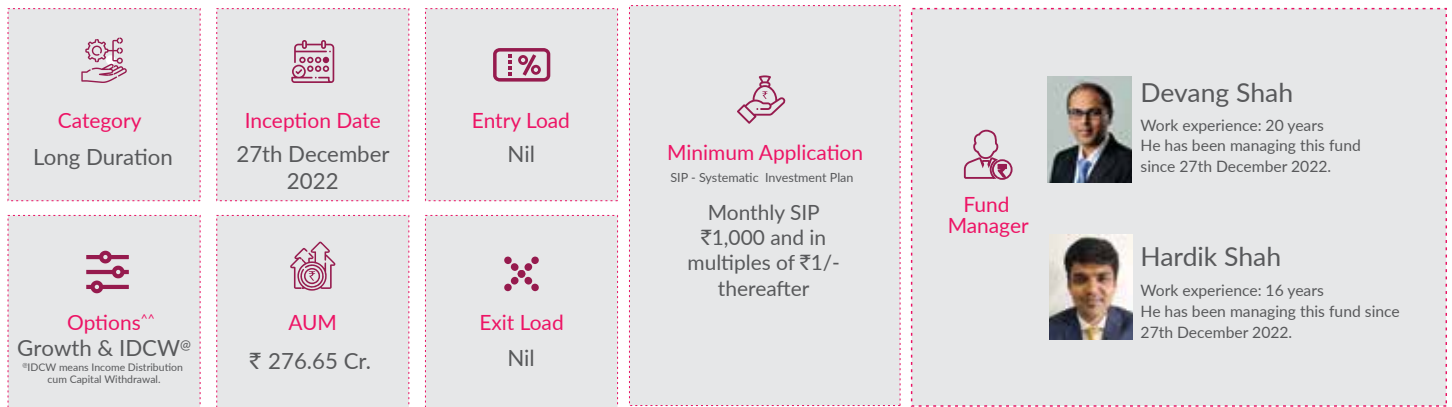 Category
Long Duration
Inception Date
27th December
2022
Entry Load
Nil
Options^^
Growth & IDCW@
@IDCW means Income Distribution
cum Capital Withdrawal.
AUM
₹ 276.65 Cr.
Exit Load
Nil
Minimum Application
SIP - Systematic Investment Plan
Monthly SIP
₹1,000 and in
multiples of ₹1/-
thereafter
Fund
Manager
Devang Shah
Work experience: 20 years
He has been managing this fund
since 27th December 2022.
Hardik Shah
Work experience: 16 years
He has been managing this fund since
27th December 2022.